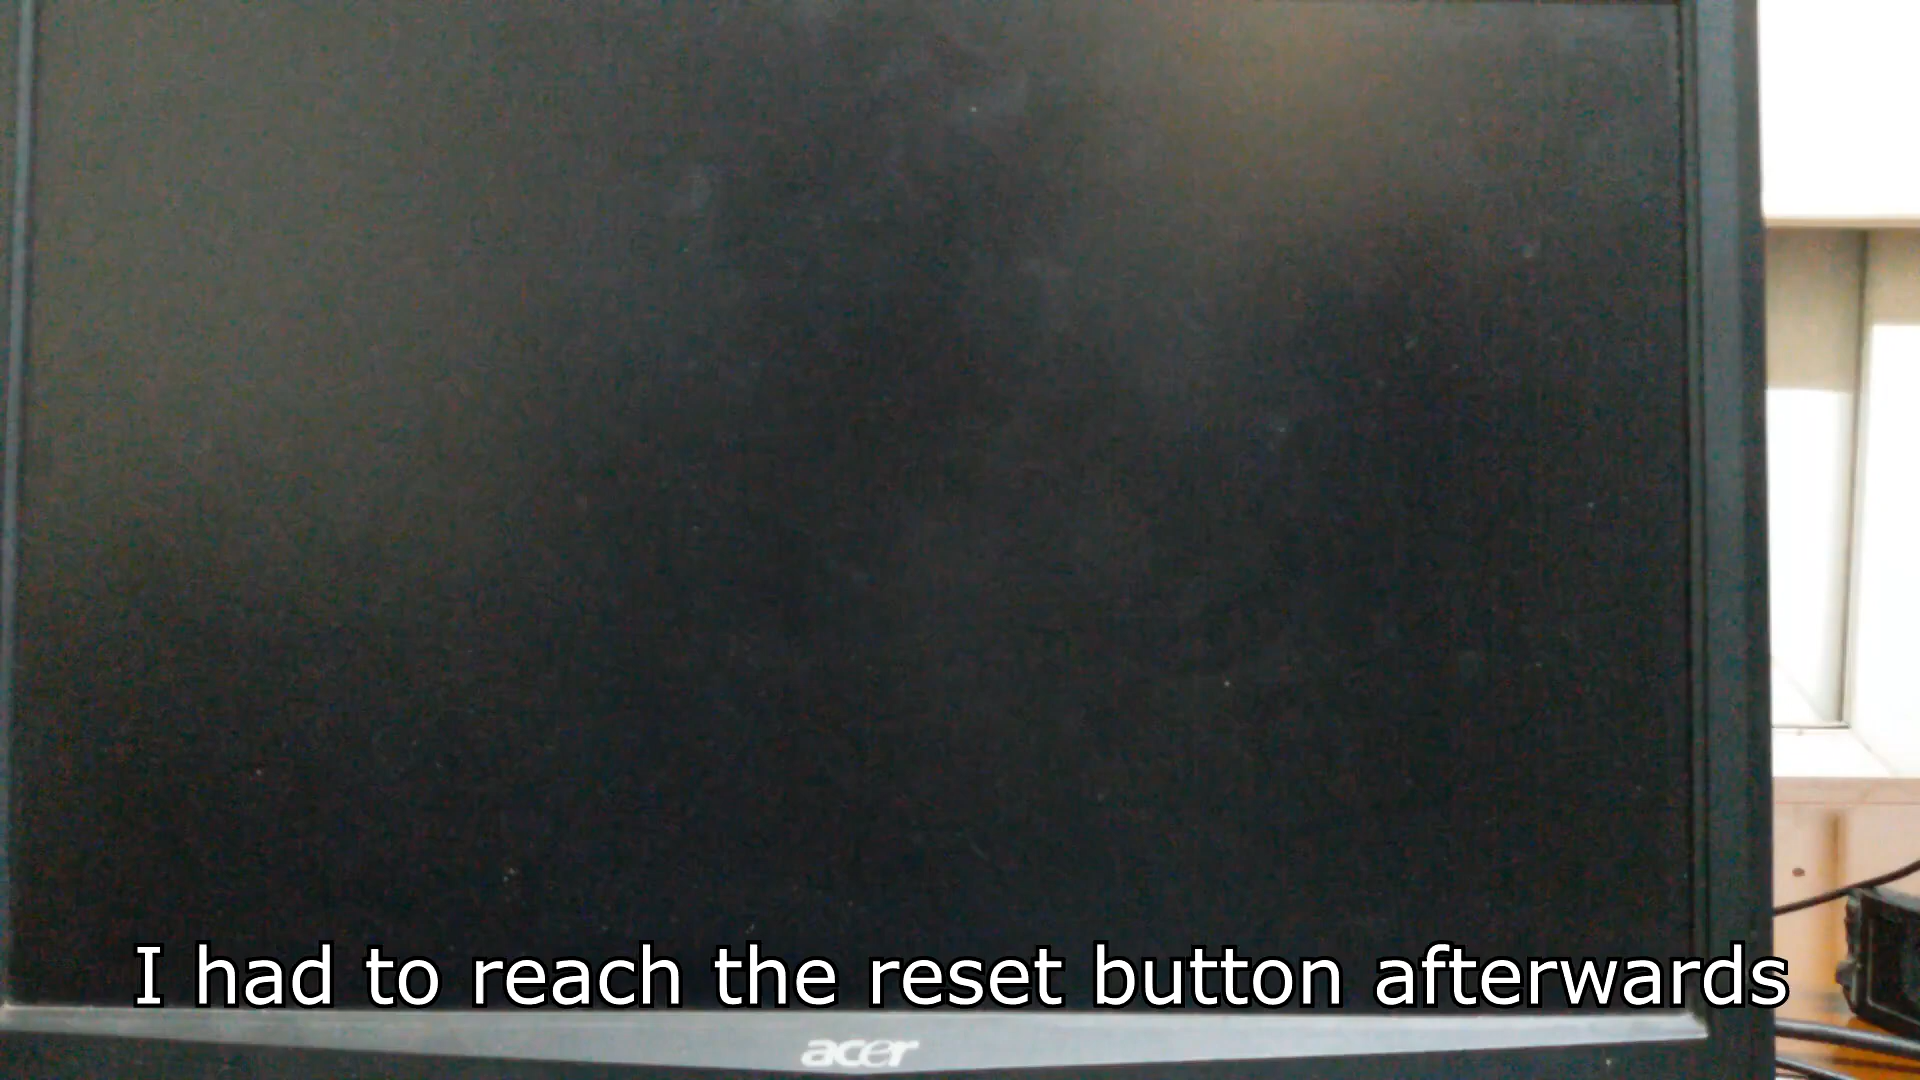 I had to reach the reset button afterwards
acer